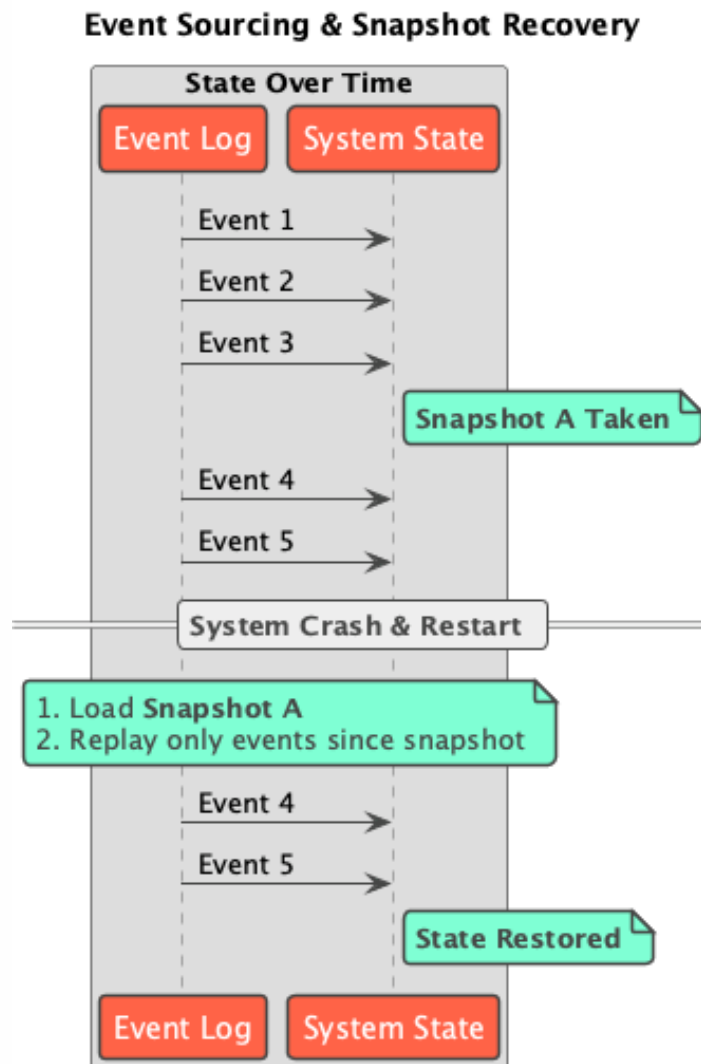 Event Sourcing & Snapshot Recovery
State Over Time
Event Log
System State
Event 1
Event 2
Event 3
Snapshot A Taken
Event 4
Event 5
System Crash & Restart
1. Load Snapshot A
2. Replay only events since snapshot
Event 4
Event 5
State Restored
Event Log
System State